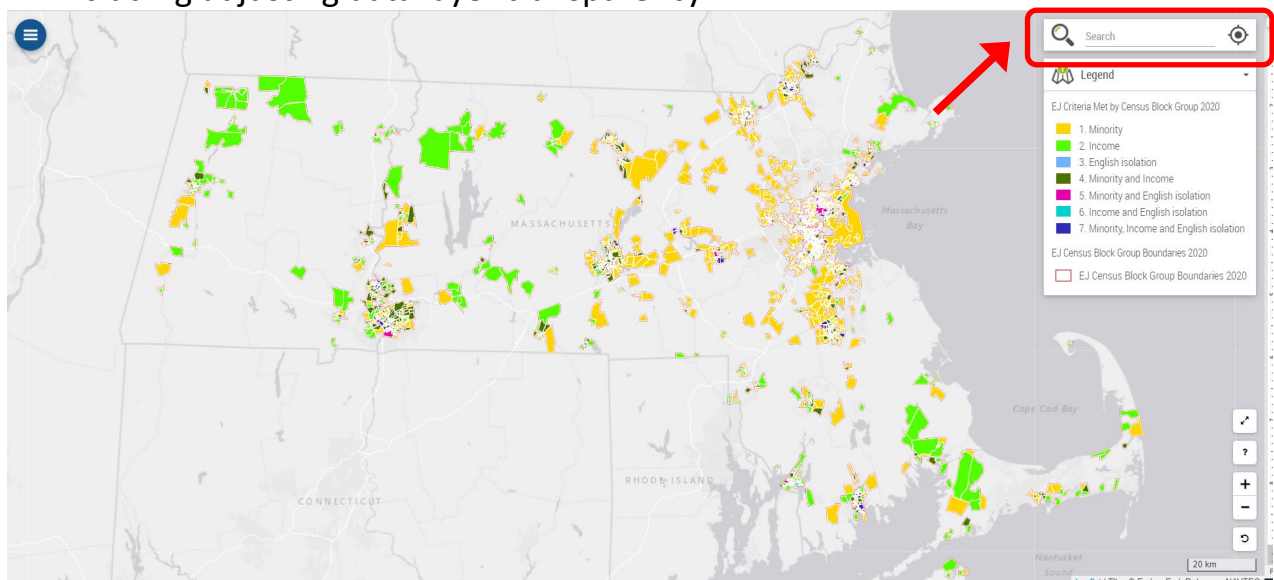 Search
Legend
EJ Criteria Met by Census Block Group 2020
1. Minority
2. Income
3. English isolation
4. Minority and Income
5. Minority and English isolation
6. Income and English isolation
7. Minority, Income and English isolation
EJ Census Block Group Boundaries 2020
EJ Census Block Group Boundaries 2020
MASSACHUSETTS
Massachusetts
Bay
Cape Cod Bay
RHODE ISLAND
CONNECTICUT
?
+
−
Nantucket
Sound
20 km